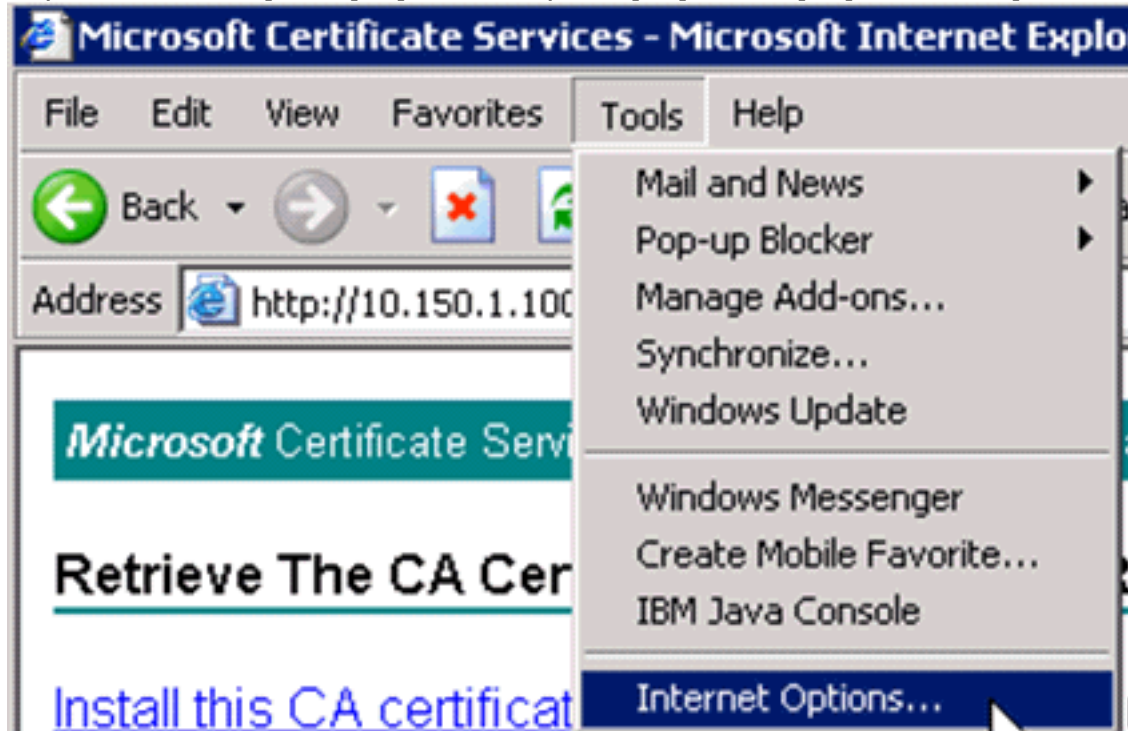 Microsoft Certificate Services - Microsoft Internet Explo
File Edit View Favorites Tools Help
Back
Address http://10.150.1.100
Mail and News
Pop-up Blocker
Manage Add-ons...
Synchronize...
Windows Update
Windows Messenger
Create Mobile Favorite...
IBM Java Console
Internet Options...
Microsoft Certificate Servi
Retrieve The CA Cer
Install this CA certificat